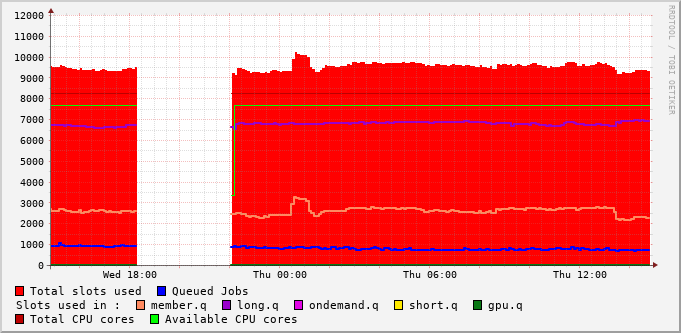 RRDTOOL / TOBI OETIKER
12000
11000
10000
9000
8000
7000
6000
5000
4000
3000
2000
1000
0
Wed 18:00 Thu 00:00 Thu 06:00 Thu 12:00
Total slots used Queued Jobs
Slots used in : member.q long.q ondemand.q short.q gpu.q
Total CPU cores Available CPU cores